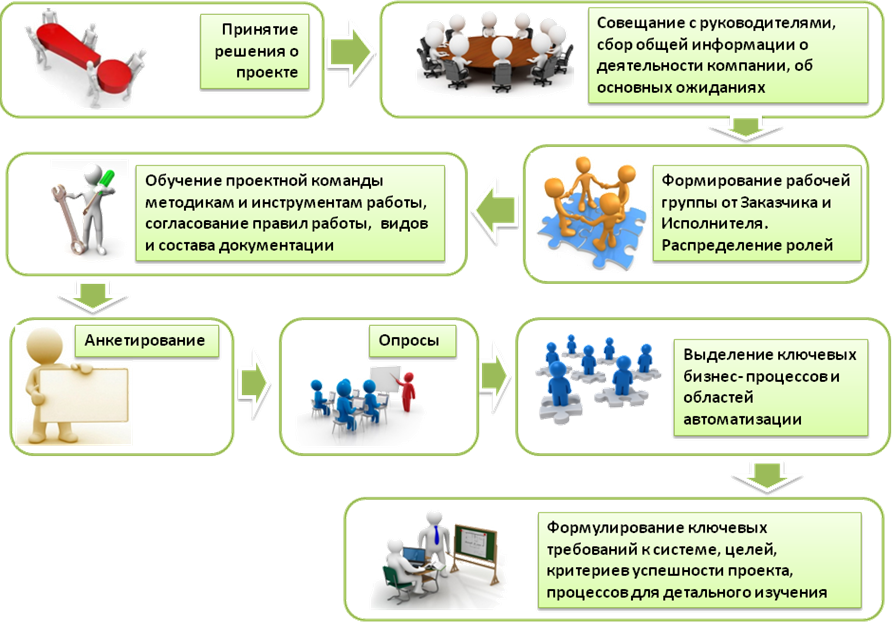 Принятие
решения о
проекте
Совещание с руководителями,
сбор общей информации о
деятельности компании, об
основных ожиданиях
Формирование рабочей
группы от Заказчика и
Исполнителя.
Распределение ролей
Обучение проектной команды
методикам и инструментам работы,
согласование правил работы, видов
и состава документации
Анкетирование
Опросы
Выделение ключевых
бизнес- процессов и
областей
автоматизации
Формулирование ключевых
требований к системе, целей,
критериев успешности проекта,
процессов для детального изучения